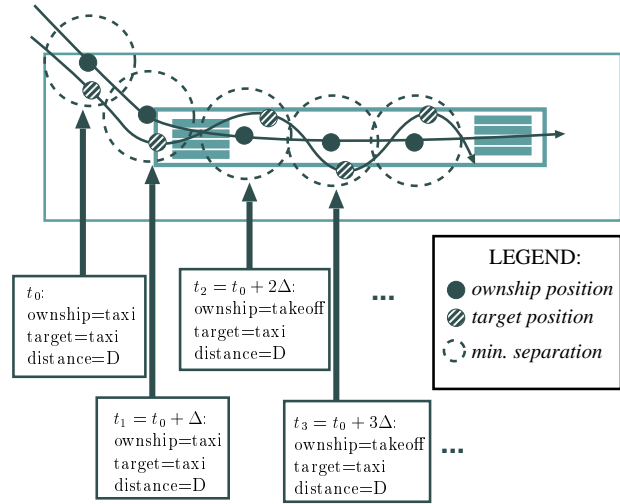 t₀:
ownship=taxi
target=taxi
distance=D
t₁ = t₀ + Δ:
ownship=taxi
target=taxi
distance=D
t₂ = t₀ + 2Δ:
ownship=takeoff
target=taxi
distance=D
...
t₃ = t₀ + 3Δ:
ownship=takeoff
target=taxi
distance=D
...
LEGEND:
ownship position
target position
min. separation